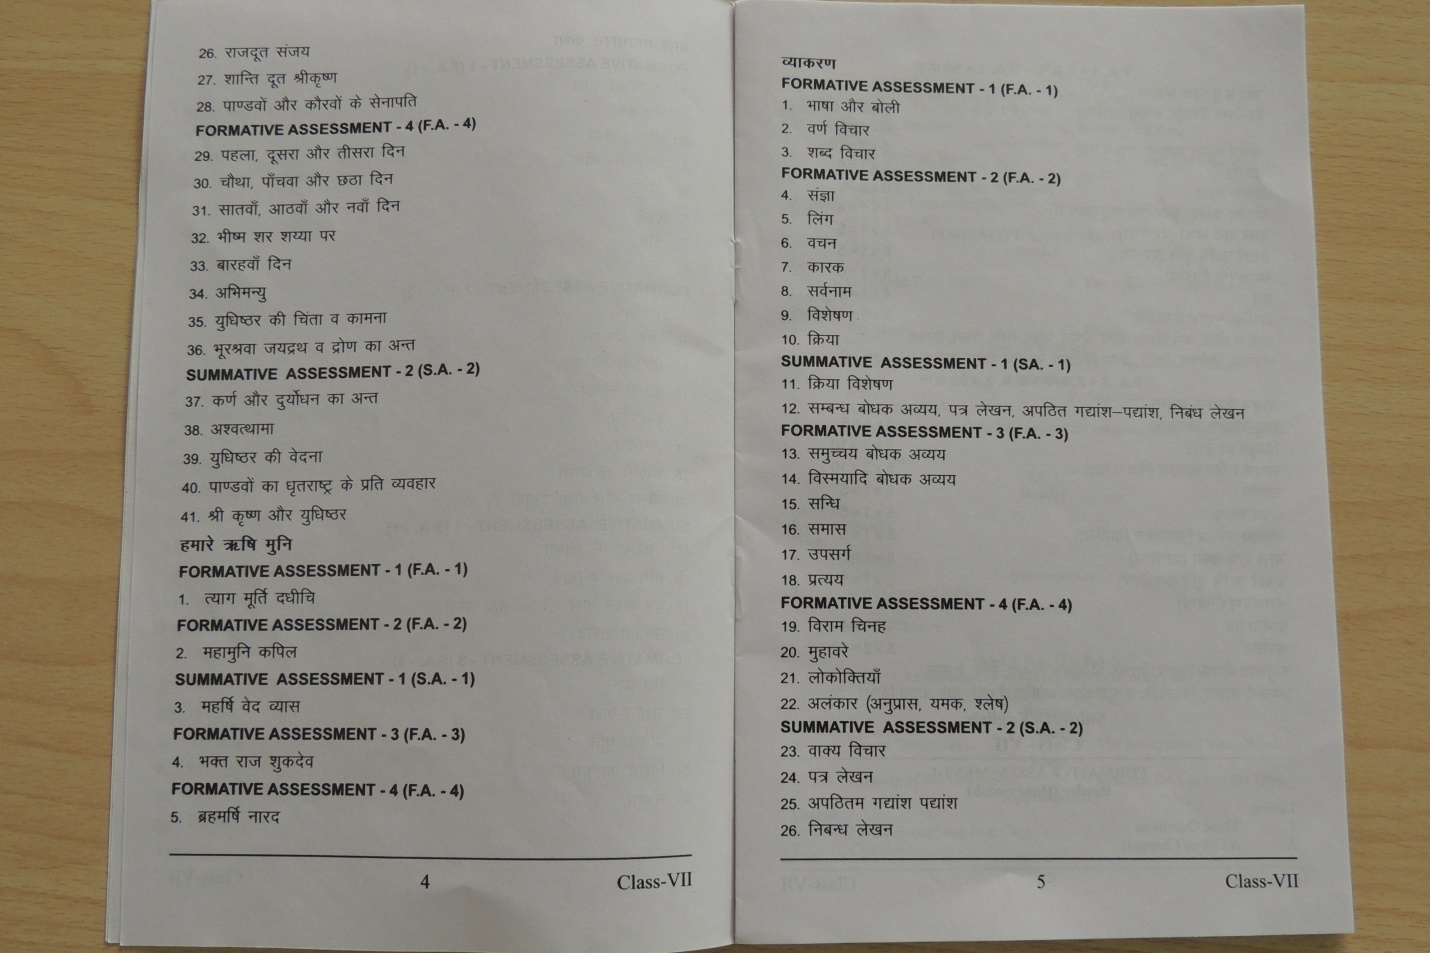 26. राजदूत संजय
27. शान्ति दूत श्रीकृष्ण
28. पाण्डवों और कौरवों के सेनापति
FORMATIVE ASSESSMENT - 4 (F.A. - 4)
29. पहला, दूसरा और तीसरा दिन
30. चौथा, पाँचवा और छठा दिन
31. सातवाँ, आठवाँ और नवाँ दिन
32. भीष्म शर शय्या पर
33. बारहवाँ दिन
34. अभिमन्यु
35. युधिष्ठर की चिंता व कामना
36. भूरश्रवा जयद्रथ व द्रोण का अन्त
SUMMATIVE ASSESSMENT - 2 (S.A. - 2)
37. कर्ण और दुर्योधन का अन्त
38. अश्वत्थामा
39. युधिष्ठर की वेदना
40. पाण्डवों का धृतराष्ट्र के प्रति व्यवहार
41. श्री कृष्ण और युधिष्ठर
हमारे ऋषि मुनि
FORMATIVE ASSESSMENT - 1 (F.A. - 1)
1. त्याग मूर्ति दधीचि
FORMATIVE ASSESSMENT - 2 (F.A. - 2)
2. महामुनि कपिल
SUMMATIVE ASSESSMENT - 1 (S.A. - 1)
3. महर्षि वेद व्यास
FORMATIVE ASSESSMENT - 3 (F.A. - 3)
4. भक्त राज शुकदेव
FORMATIVE ASSESSMENT - 4 (F.A. - 4)
5. ब्रहमर्षि नारद
4 Class-VII
व्याकरण
FORMATIVE ASSESSMENT - 1 (F.A. - 1)
1. भाषा और बोली
2. वर्ण विचार
3. शब्द विचार
FORMATIVE ASSESSMENT - 2 (F.A. - 2)
4. संज्ञा
5. लिंग
6. वचन
7. कारक
8. सर्वनाम
9. विशेषण
10. क्रिया
SUMMATIVE ASSESSMENT - 1 (SA. - 1)
11. क्रिया विशेषण
12. सम्बन्ध बोधक अव्यय, पत्र लेखन, अपठित गद्यांश–पद्यांश, निबंध लेखन
FORMATIVE ASSESSMENT - 3 (F.A. - 3)
13. समुच्चय बोधक अव्यय
14. विस्मयादि बोधक अव्यय
15. सन्धि
16. समास
17. उपसर्ग
18. प्रत्यय
FORMATIVE ASSESSMENT - 4 (F.A. - 4)
19. विराम चिनह
20. मुहावरे
21. लोकोक्तियाँ
22. अलंकार (अनुप्रास, यमक, श्लेष)
SUMMATIVE ASSESSMENT - 2 (S.A. - 2)
23. वाक्य विचार
24. पत्र लेखन
25. अपठितम गद्यांश पद्यांश
26. निबन्ध लेखन
5 Class-VII